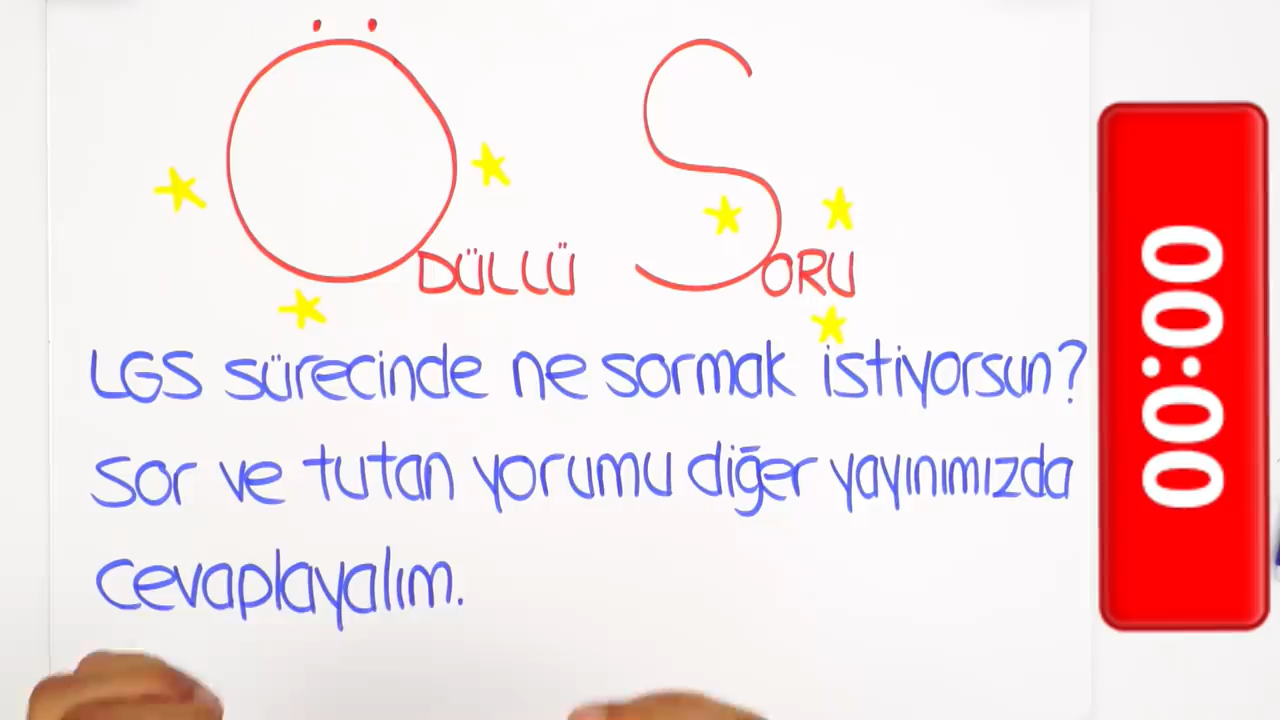 ÖDÜLLÜ SORU
LGS sürecinde ne sormak istiyorsun?
sor ve tutan yorumu diğer yayınımızda
cevaplayalım.
00:00